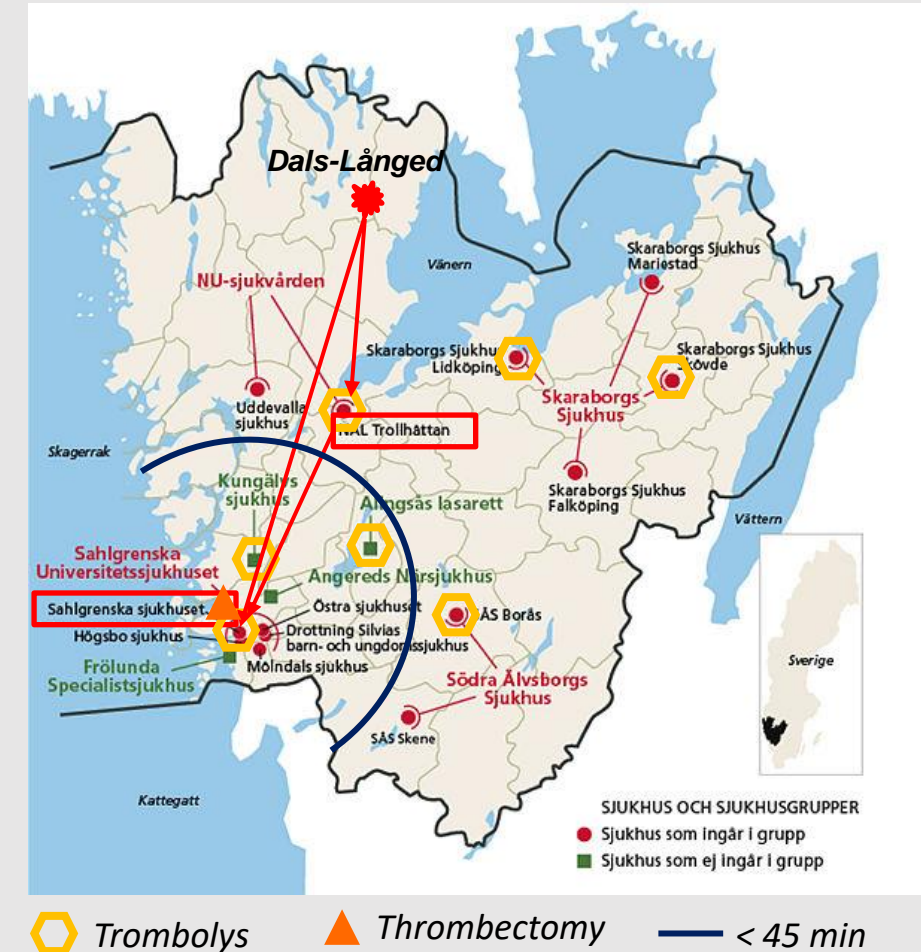 Dals-Långed
Vänern
Skaraborgs Sjukhus
Mariestad
NU-sjukvården
Skaraborgs Sjukhus
Lidköping
Skaraborgs Sjukhus
Skövde
Skaraborgs
Sjukhus
Uddevalla
sjukhus
NÄL Trollhättan
Skagerrak
Kungälvs
sjukhus
Alingsås lasarett
Skaraborgs Sjukhus
Falköping
Vättern
Sahlgrenska
Universitetssjukhuset
Angereds Närsjukhus
Sahlgrenska sjukhuset
Östra sjukhuset
Högsbo sjukhus
Drottning Silvias
barn- och ungdomssjukhus
SÄS Borås
Mölndals sjukhus
Frölunda
Specialistsjukhus
Södra Älvsborgs
Sjukhus
Sverige
SÄS Skene
Kattegatt
SJUKHUS OCH SJUKHUSGRUPPER
Sjukhus som ingår i grupp
Sjukhus som ej ingår i grupp
Trombolys
Thrombectomy
< 45 min